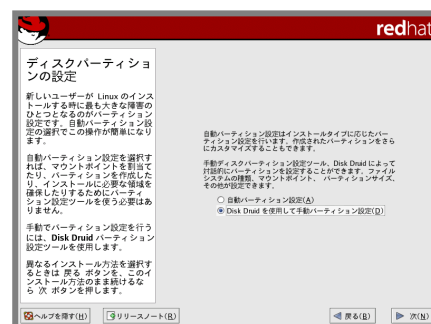 redhat
ディスクパーティショ
ンの設定
新しいユーザーが Linux のインス
トールする時に最も大きな障害の
ひとつとなるのがパーティション
設定です。自動パーティション設
定の選択でこの操作が簡単になり
ます。
自動パーティション設定を選択す
れば、マウントポイントを割当て
たり、パーティションを作成した
り、インストールに必要な領域を
確保したりするためにパーティ
ション設定ツールを使う必要はあ
りません。
手動でパーティション設定を行う
には、Disk Druid パーティション
設定ツールを使用します。
異なるインストール方法を選択す
るときは 戻る ボタンを、このイ
ンストール方法のまま続けるな
ら 次 ボタンを押します。
自動パーティション設定はインストールタイプに応じたパー
ティション設定を行います。作成されたパーティションをさら
にカスタマイズすることもできます。
手動ディスクパーティション設定ツール、Disk Druid によって
対話的にパーティションを設定することができます。ファイル
システムの種類、マウントポイント、 パーティションサイズ、
その他が設定できます。
自動パーティション設定(A)
Disk Druid を使用して手動パーティション設定(D)
ヘルプを隠す(H)
リリースノート(R)
戻る(B)
次(N)